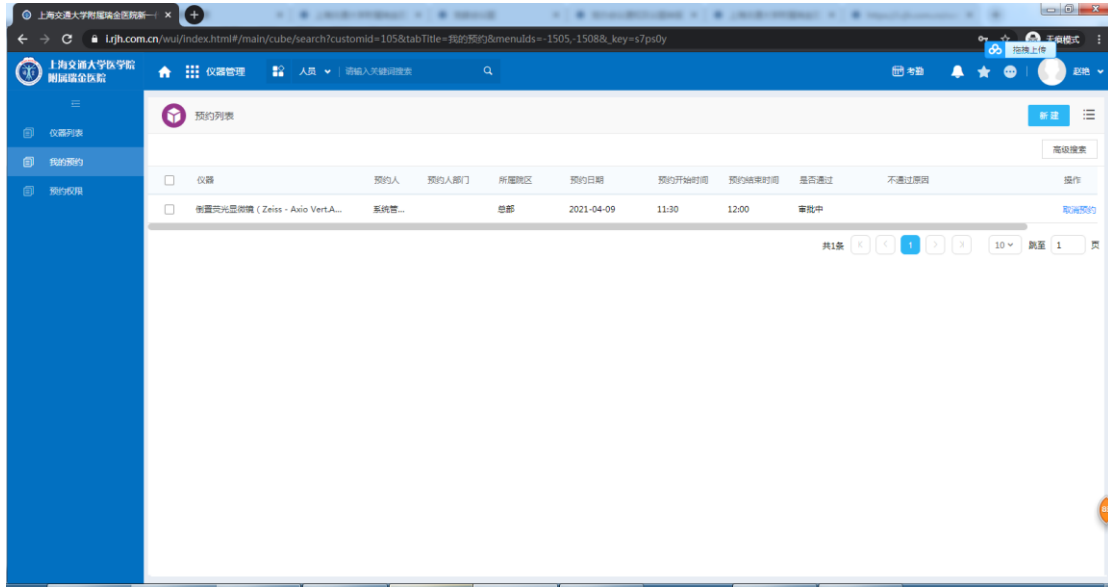 上海交通大学附属瑞金医院新一
i.rjh.com.cn/wui/index.html#/main/cube/search?customid=105&tabTitle=我的预约&menuIds=-1505,-1508&_key=s7ps0y
无痕模式
拖拽上传
上海交通大学医学院
附属瑞金医院
仪器管理
人员
请输入关键词搜索
考勤
赵艳
仪器列表
我的预约
预约权限
预约列表
新建
高级搜索
仪器 预约人 预约人部门 所属院区 预约日期 预约开始时间 预约结束时间 是否通过 不通过原因 操作
倒置荧光显微镜 ( Zeiss - Axio Vert.A... 系统管... 总部 2021-04-09 11:30 12:00 审批中 取消预约
共1条 1 10 跳至 1 页